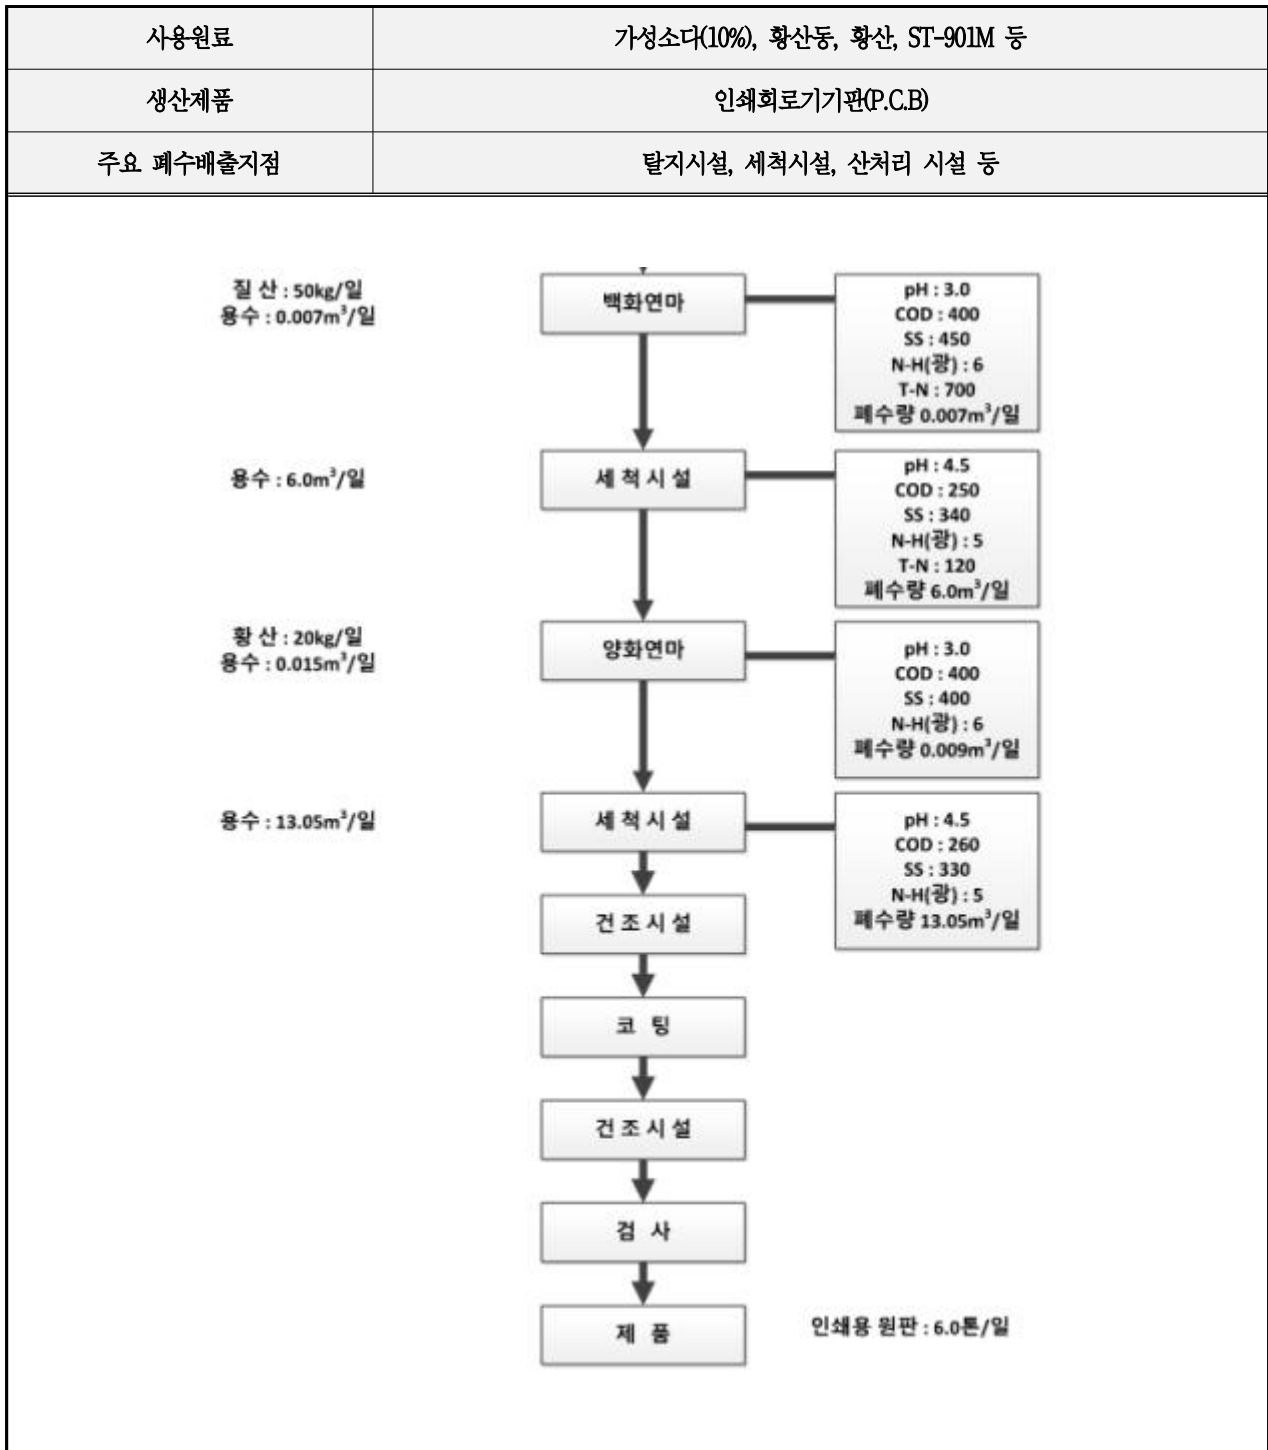 사용원료 가성소다(10%), 황산동, 황산, ST-901M 등
생산제품 인쇄회로기기판(P.C.B)
주요 폐수배출지점 탈지시설, 세척시설, 산처리 시설 등
질 산 : 50kg/일
용수 : 0.007m³/일
백화연마
pH : 3.0
COD : 400
SS : 450
N-H(광) : 6
T-N : 700
폐수량 0.007m³/일
용수 : 6.0m³/일
세 척 시 설
pH : 4.5
COD : 250
SS : 340
N-H(광) : 5
T-N : 120
폐수량 6.0m³/일
황 산 : 20kg/일
용수 : 0.015m³/일
양화연마
pH : 3.0
COD : 400
SS : 400
N-H(광) : 6
폐수량 0.009m³/일
용수 : 13.05m³/일
세 척 시 설
pH : 4.5
COD : 260
SS : 330
N-H(광) : 5
폐수량 13.05m³/일
건 조 시 설
코 팅
건 조 시 설
검 사
제 품
인쇄용 원판 : 6.0톤/일